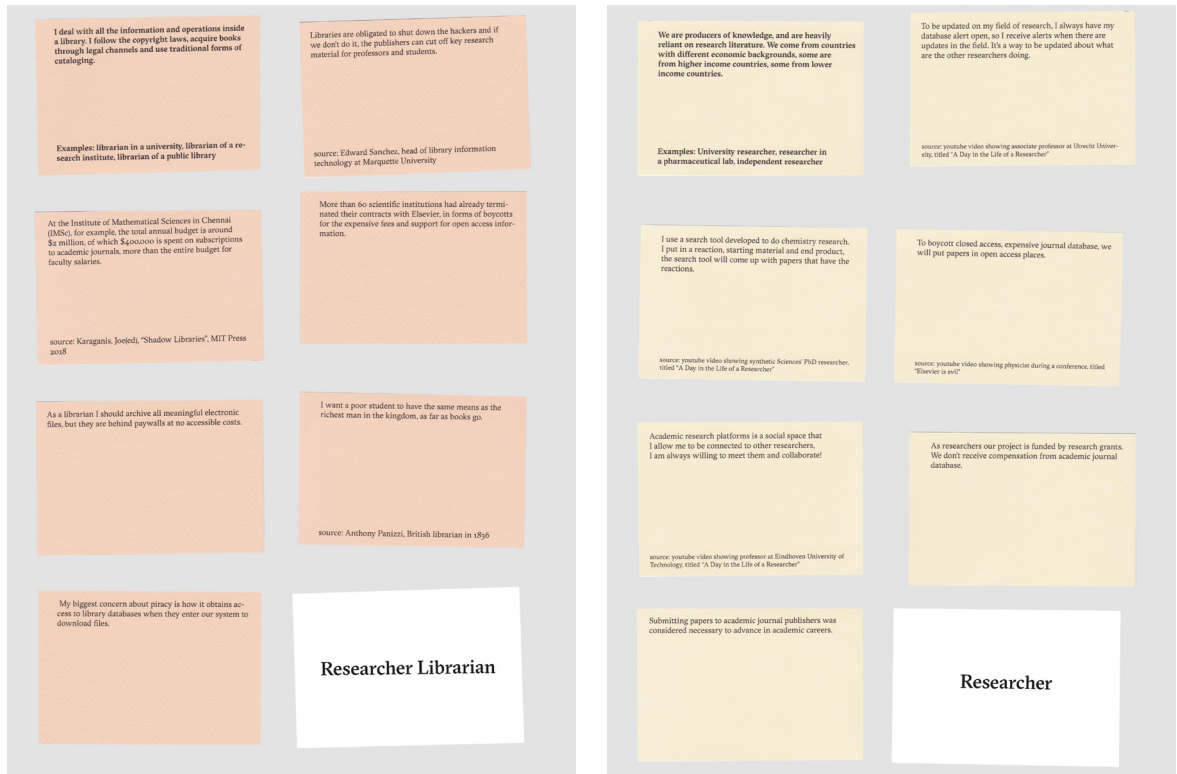 I deal with all the information and operations inside
a library. I follow the copyright laws, acquire books
through legal channels and use traditional forms of
cataloging.
Examples: librarian in a university, librarian of a re-
search institute, librarian of a public library
Libraries are obligated to shut down the hackers and if
we don't do it, the publishers can cut off key research
material for professors and students.
source: Edward Sanchez, head of library information
technology at Marquette University
At the Institute of Mathematical Sciences in Chennai
(IMSc), for example, the total annual budget is around
$2 million, of which $400,000 is spent on subscriptions
to academic journals, more than the entire budget for
faculty salaries.
source: Karaganis, Joe(ed), "Shadow Libraries", MIT Press
2018
More than 60 scientific institutions had already termi-
nated their contracts with Elsevier, in forms of boycotts
for the expensive fees and support for open access infor-
mation.
As a librarian I should archive all meaningful electronic
files, but they are behind paywalls at no accessible costs.
I want a poor student to have the same means as the
richest man in the kingdom, as far as books go.
source: Anthony Panizzi, British librarian in 1836
My biggest concern about piracy is how it obtains ac-
cess to library databases when they enter our system to
download files.
Researcher Librarian
We are producers of knowledge, and are heavily
reliant on research literature. We come from countries
with different economic backgrounds, some are
from higher income countries, some from lower
income countries.
Examples: University researcher, researcher in
a pharmaceutical lab, independent researcher
To be updated on my field of research, I always have my
database alert open, so I receive alerts when there are
updates in the field. It's a way to be updated about what
are the other researchers doing.
source: youtube video showing associate professor at Utrecht Univer-
sity, titled "A Day in the Life of a Researcher"
I use a search tool developed to do chemistry research.
I put in a reaction, starting material and end product,
the search tool will come up with papers that have the
reactions.
source: youtube video showing synthetic Sciences' PhD researcher,
titled "A Day in the Life of a Researcher"
To boycott closed access, expensive journal database, we
will put papers in open access places.
source: youtube video showing physicist during a conference, titled
"Elsevier is evil"
Academic research platforms is a social space that
I allow me to be connected to other researchers,
I am always willing to meet them and collaborate!
source: youtube video showing professor at Eindhoven University of
Technology, titled "A Day in the Life of a Researcher"
As researchers our project is funded by research grants.
We don't receive compensation from academic journal
database.
Submitting papers to academic journal publishers was
considered necessary to advance in academic careers.
Researcher